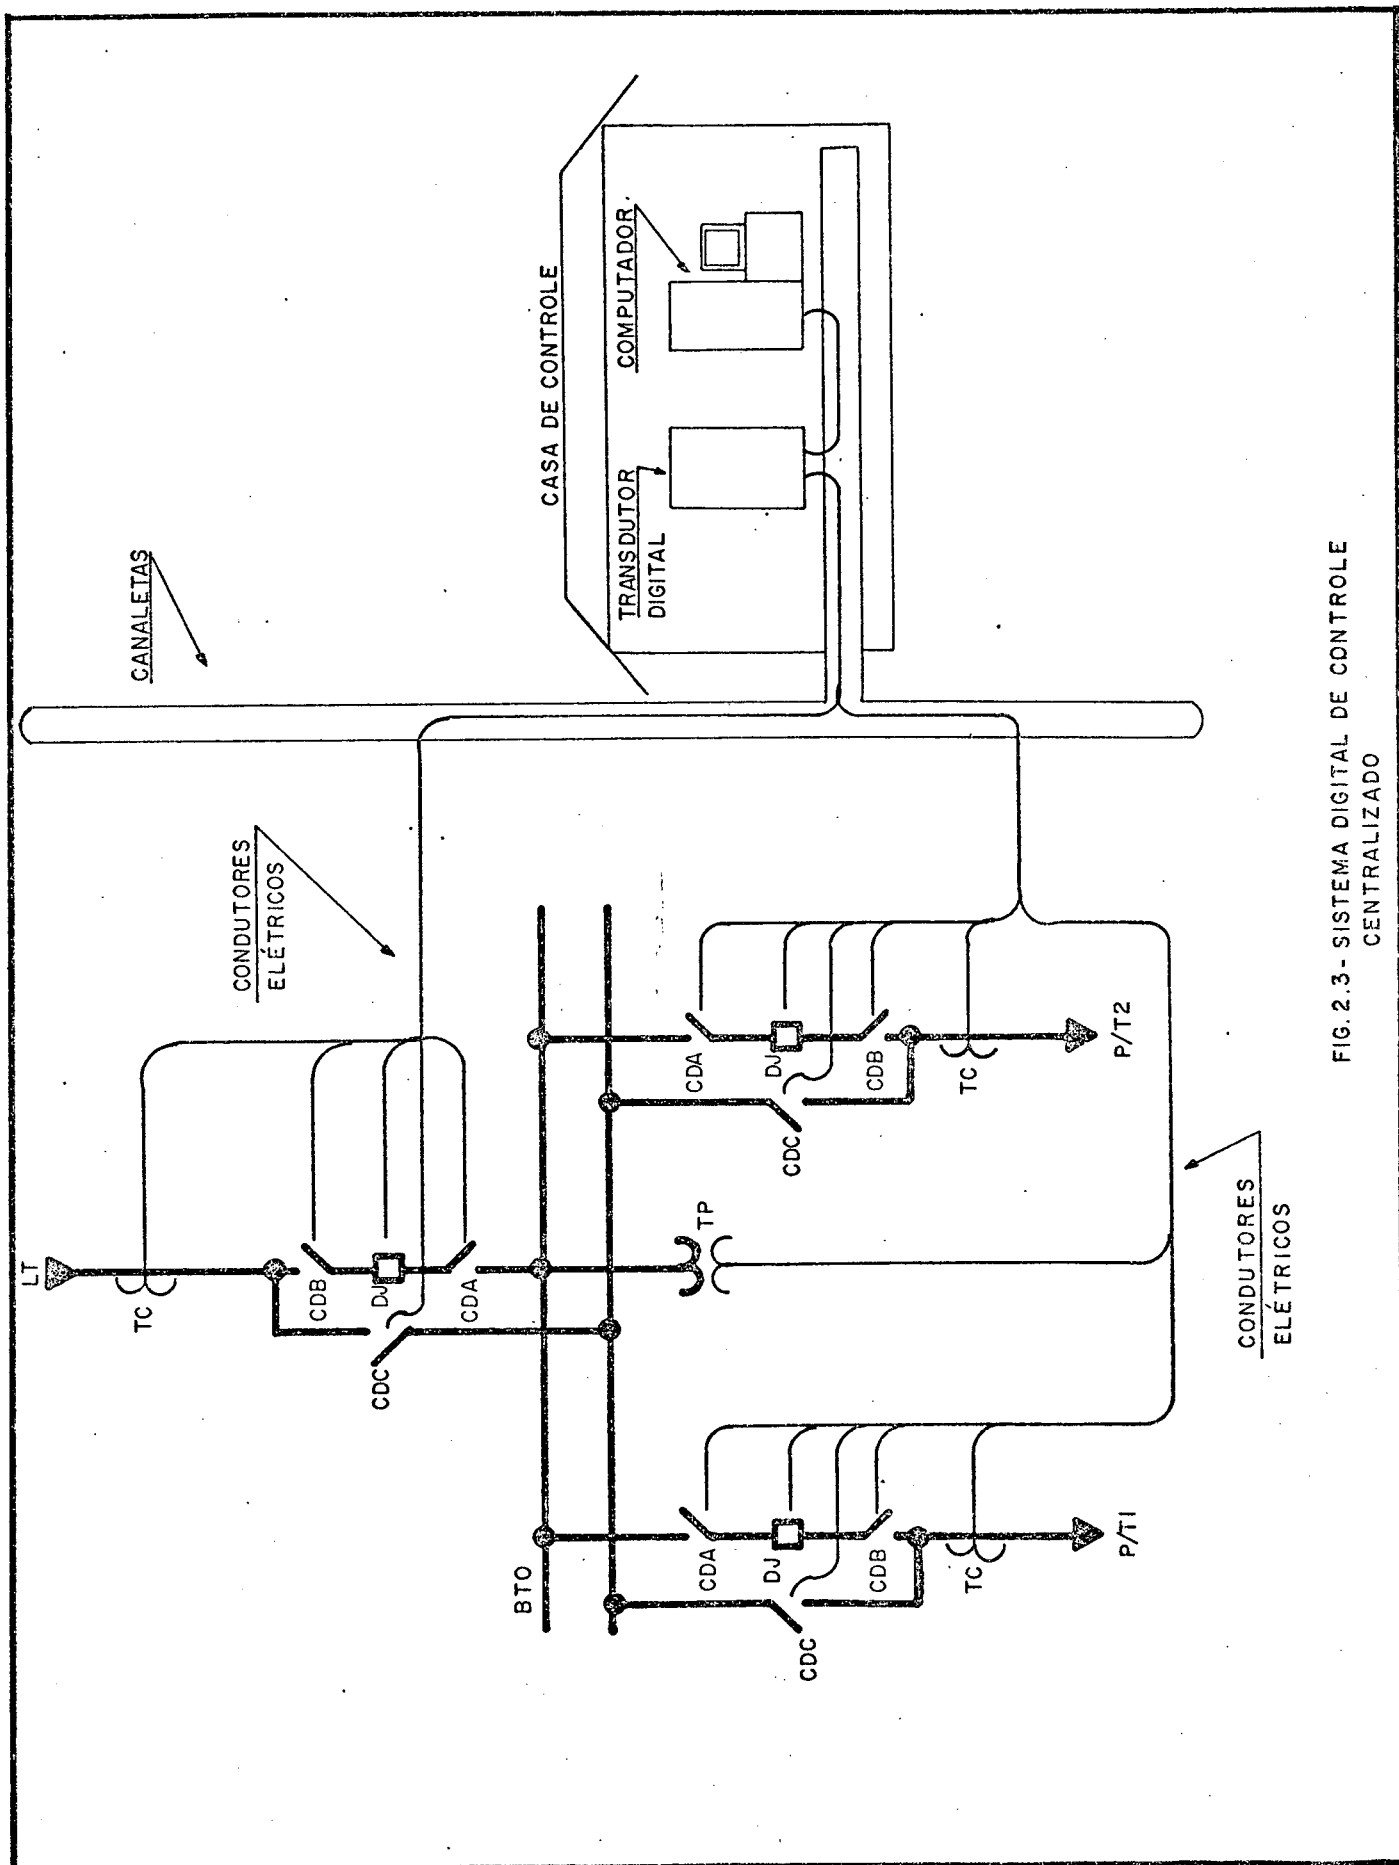 CASA DE CONTROLE
COMPUTADOR
TRANSDUTOR
DIGITAL
CANALETAS
CONDUTORES
ELÉTRICOS
LT
TC
CDB
DJ
CDA
CDC
BTO
CDA
DJ
CDB
CDC
TC
P/T1
TP
CDA
DJ
CDB
CDC
TC
P/T2
CONDUTORES
ELÉTRICOS
FIG. 2.3 - SISTEMA DIGITAL DE CONTROLE
CENTRALIZADO